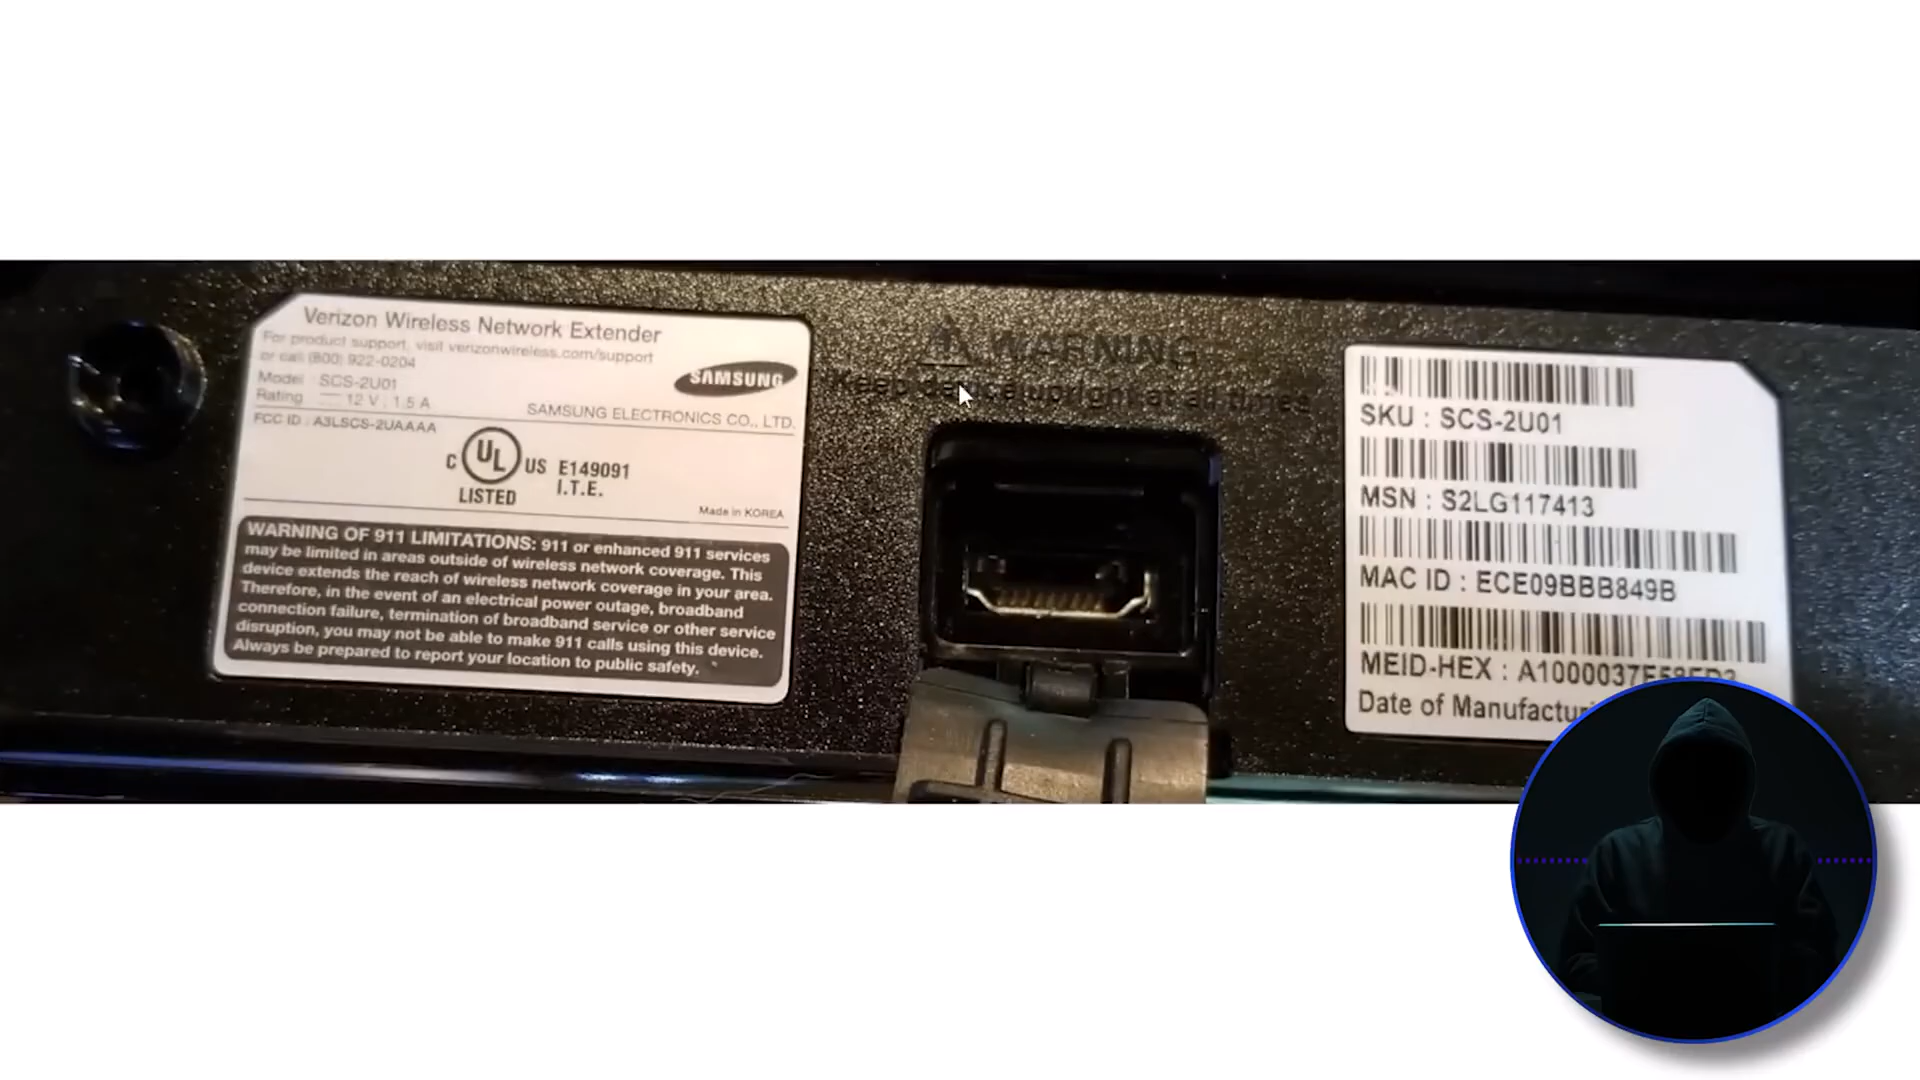 Verizon Wireless Network Extender
For product support, visit verizonwireless.com/support
or call (800) 922-0204
Model : SCS-2U01
Rating : 12 V ; 1.5 A
SAMSUNG
SAMSUNG ELECTRONICS CO., LTD.
FCC ID : A3LSCS-2UAAAA
C UL US E149091
LISTED I.T.E.
Made in KOREA
WARNING OF 911 LIMITATIONS: 911 or enhanced 911 services
may be limited in areas outside of wireless network coverage. This
device extends the reach of wireless network coverage in your area.
Therefore, in the event of an electrical power outage, broadband
connection failure, termination of broadband service or other service
disruption, you may not be able to make 911 calls using this device.
Always be prepared to report your location to public safety.
WARNING
Keep device upright at all times
SKU : SCS-2U01
MSN : S2LG117413
MAC ID : ECE09BBB849B
MEID-HEX :
Date of